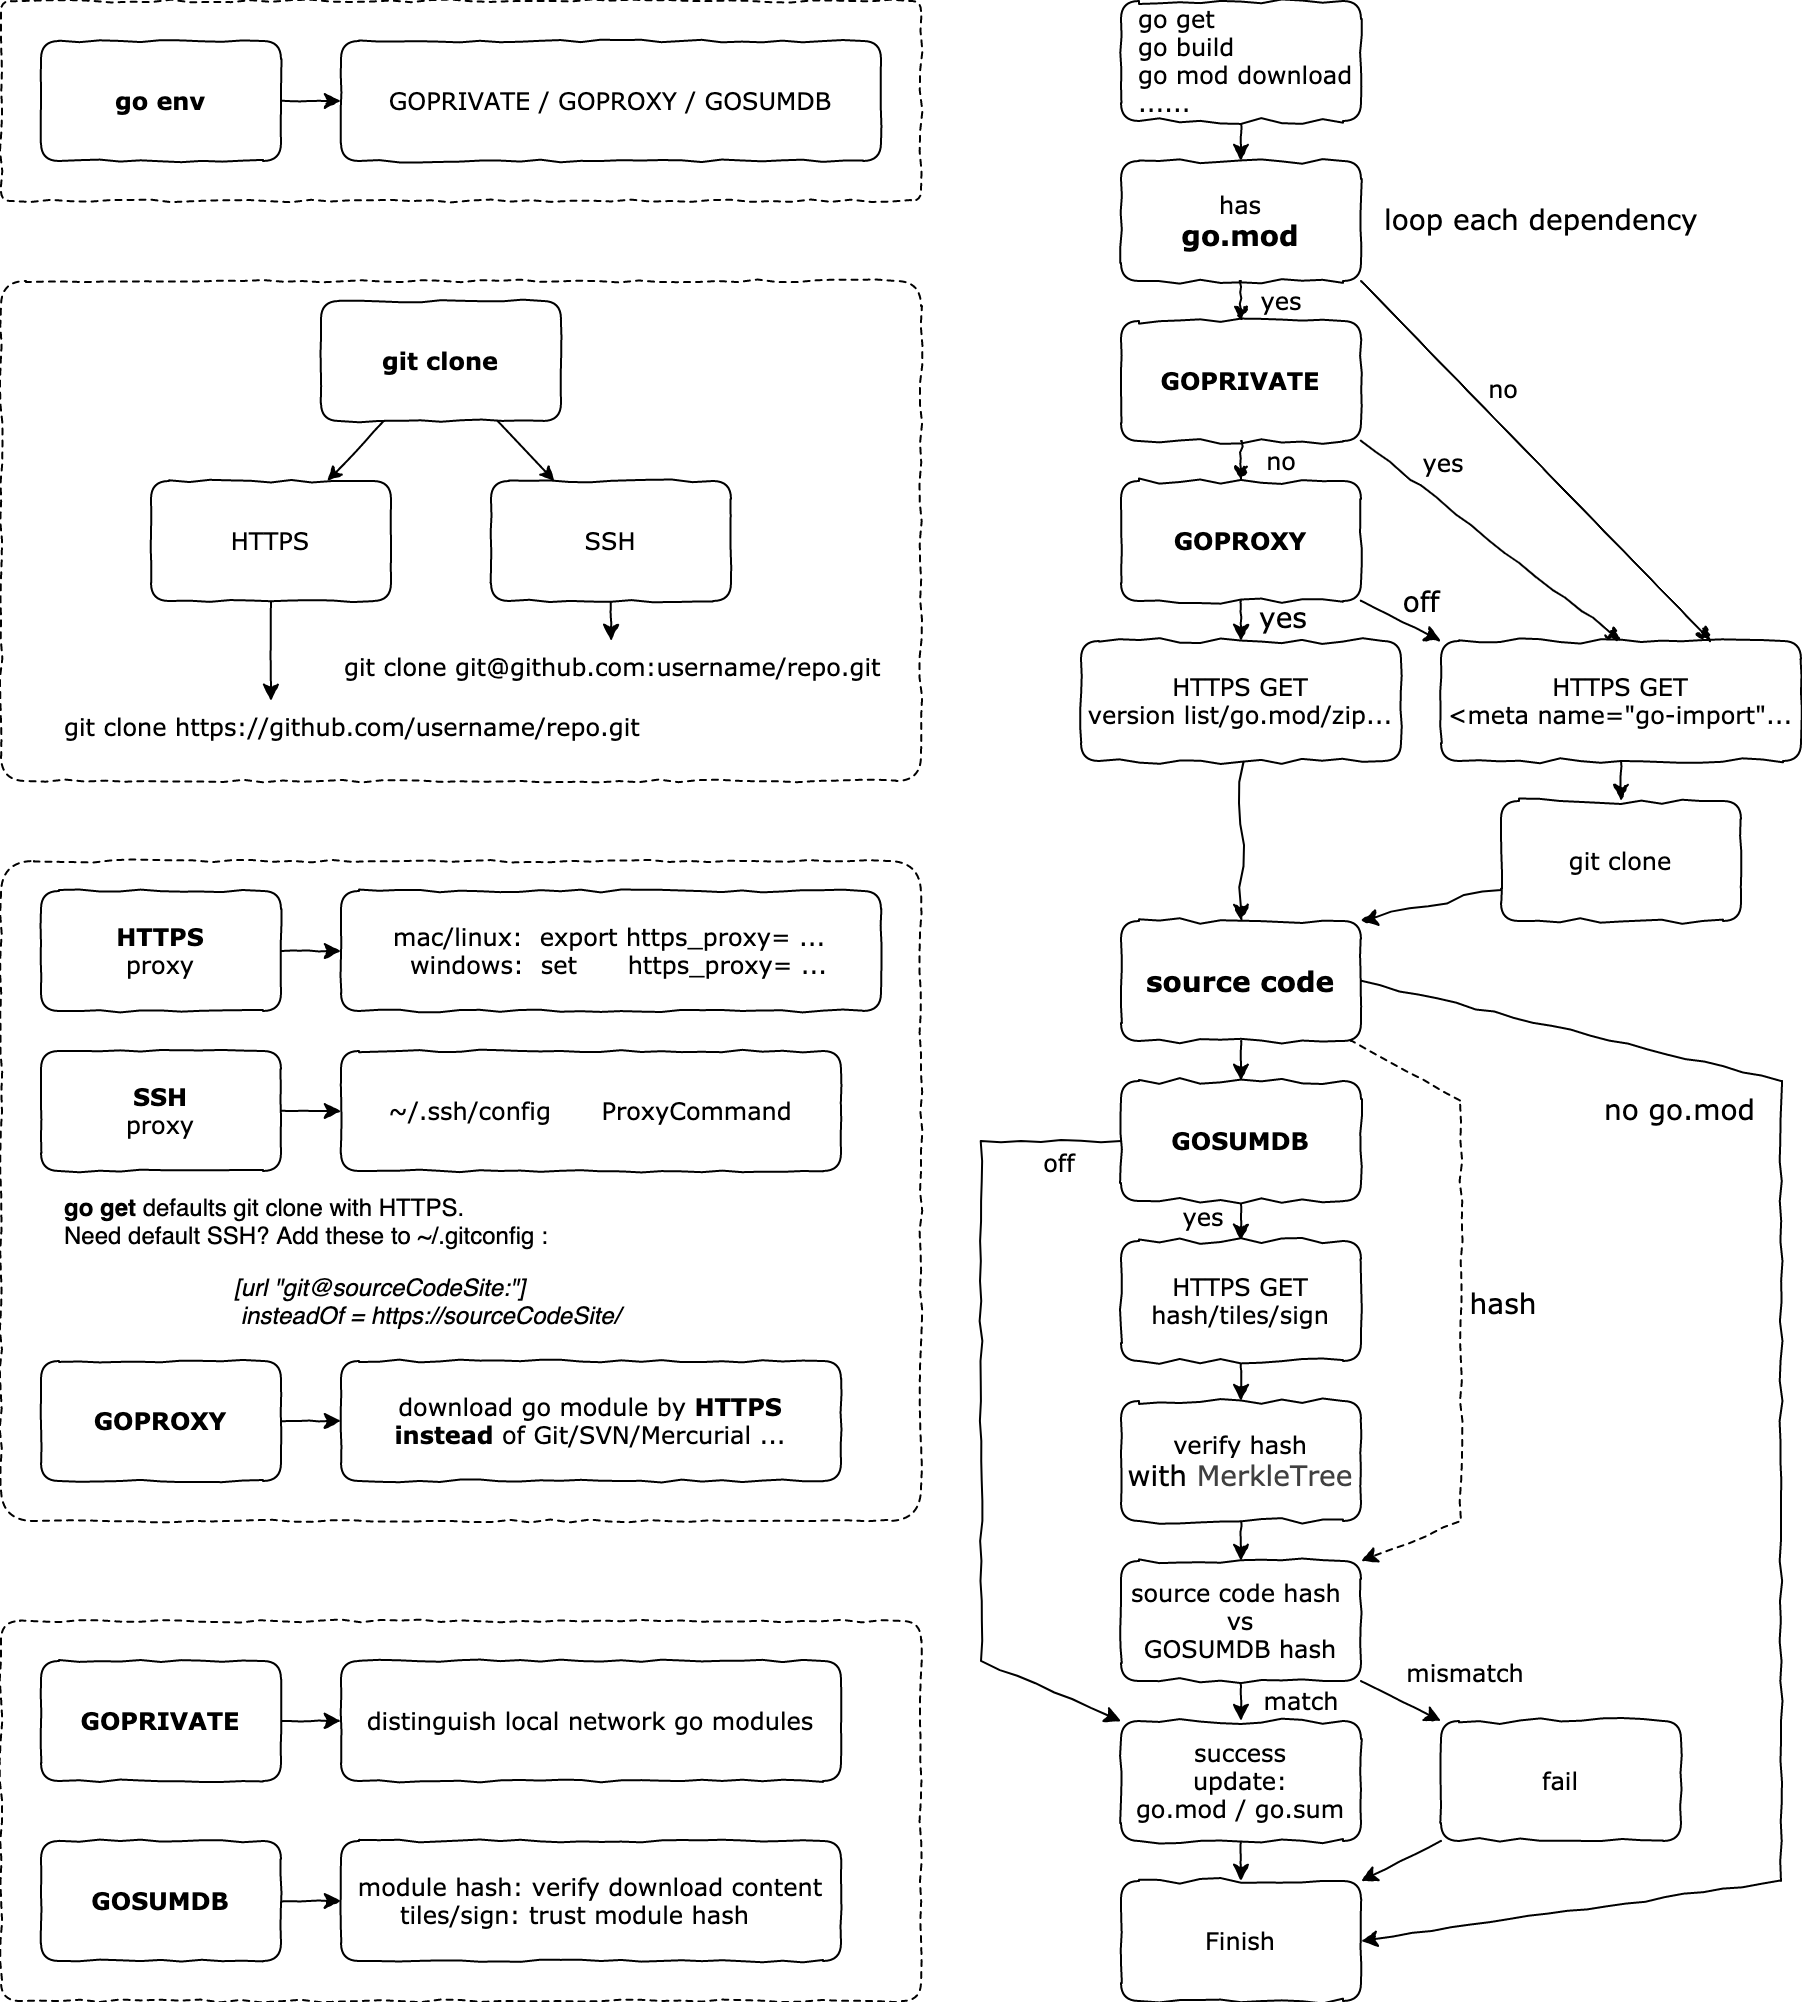 go env
GOPRIVATE / GOPROXY / GOSUMDB
git clone
HTTPS
SSH
git clone git@github.com:username/repo.git
git clone https://github.com/username/repo.git
HTTPS
proxy
mac/linux: export https_proxy= ...
windows: set https_proxy= ...
SSH
proxy
~/.ssh/config ProxyCommand
go get defaults git clone with HTTPS.
Need default SSH? Add these to ~/.gitconfig :
[url "git@sourceCodeSite:"]
insteadOf = https://sourceCodeSite/
GOPROXY
download go module by HTTPS
instead of Git/SVN/Mercurial ...
GOPRIVATE
distinguish local network go modules
GOSUMDB
module hash: verify download content
tiles/sign: trust module hash
go get
go build
go mod download
......
has
go.mod
loop each dependency
yes
no
GOPRIVATE
no
yes
GOPROXY
yes
off
HTTPS GET
version list/go.mod/zip...
HTTPS GET
<meta name="go-import"...
git clone
source code
no go.mod
GOSUMDB
off
yes
HTTPS GET
hash/tiles/sign
hash
verify hash
with MerkleTree
source code hash
vs
GOSUMDB hash
mismatch
match
success
update:
go.mod / go.sum
fail
Finish